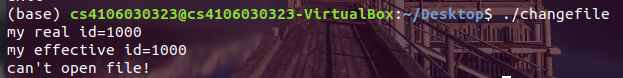 (base) cs4106030323@cs4106030323-VirtualBox:~/Desktop$ ./changefile
my real id=1000
my effective id=1000
can't open file!